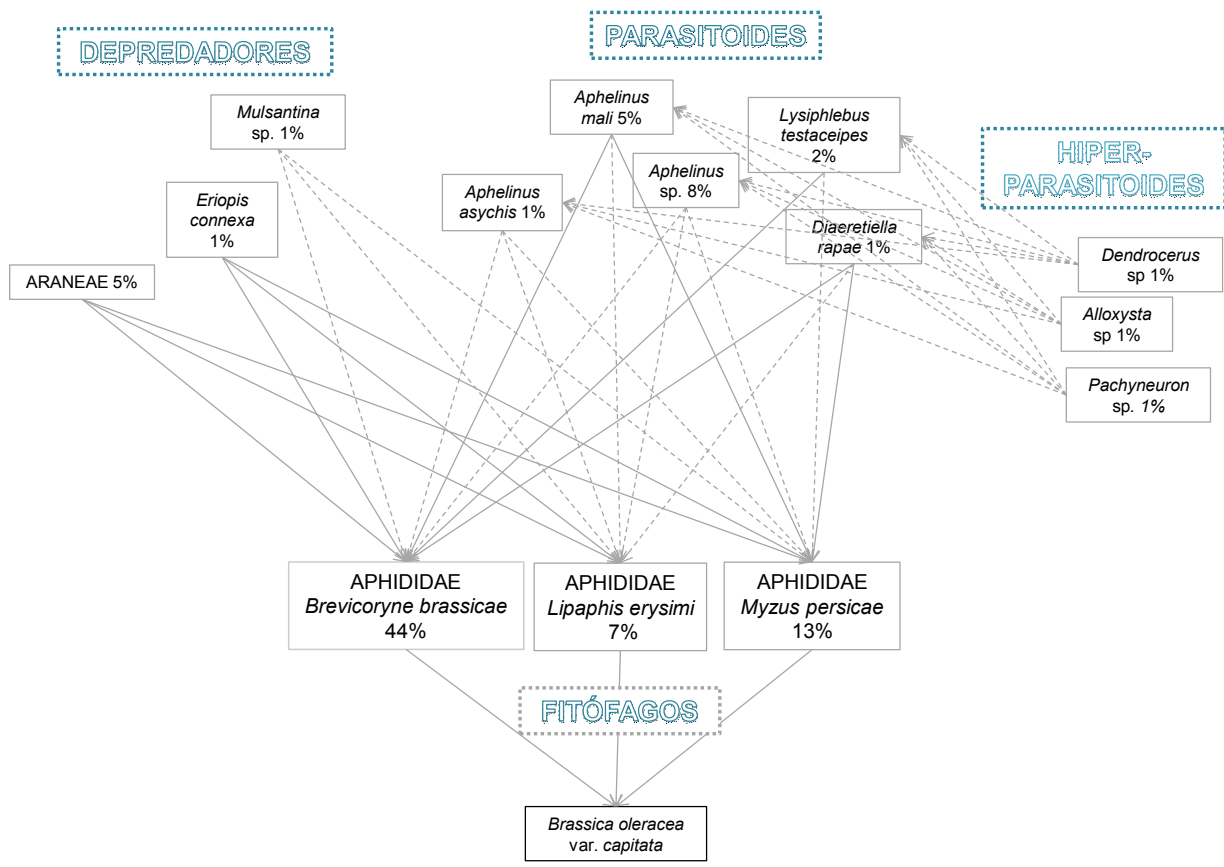 DEPREDADORES
PARASITOIDES
HIPER-
PARASITOIDES
Mulsantina
sp. 1%
Eriopis
connexa
1%
ARANEAE 5%
Aphelinus
mali 5%
Lysiphlebus
testaceipes
2%
Aphelinus
asychis 1%
Aphelinus
sp. 8%
Diaeretiella
rapae 1%
Dendrocerus
sp 1%
Alloxysta
sp 1%
Pachyneuron
sp. 1%
APHIDIDAE
Brevicoryne brassicae
44%
APHIDIDAE
Lipaphis erysimi
7%
APHIDIDAE
Myzus persicae
13%
FITÓFAGOS
Brassica oleracea
var. capitata